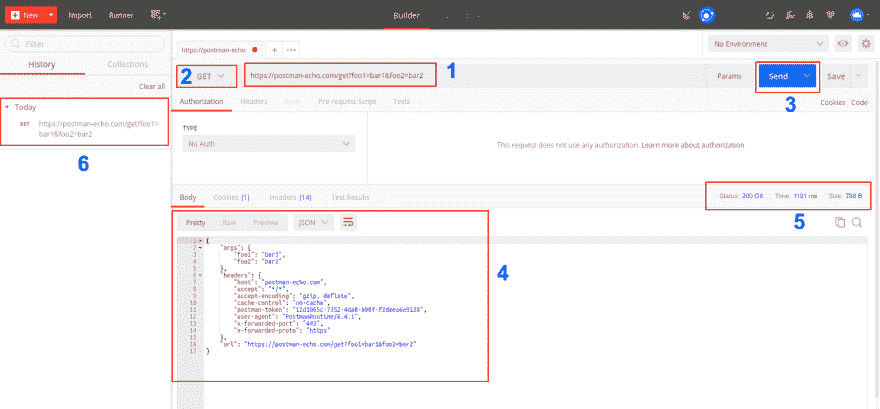 New Import Runner Builder
Filter
History Collections
Clear all
Today
GET https://postman-echo.com/get?foo1=
bar1&foo2=bar2
6
https://postman-echo
No Environment
2
GET
https://postman-echo.com/get?foo1=bar1&foo2=bar2
1
Params
Send
Save
3
Authorization Headers Body Pre-request Script Tests
Cookies Code
TYPE
No Auth
This request does not use any authorization. Learn more about authorization
Body Cookies (1) Headers (14) Test Results
Status: 200 OK Time: 1191 ms Size: 788 B
5
Pretty Raw Preview JSON
4
1 {
2 "args": {
3 "foo1": "bar1",
4 "foo2": "bar2"
5 },
6 "headers": {
7 "host": "postman-echo.com",
8 "accept": "*/*",
9 "accept-encoding": "gzip, deflate",
10 "cache-control": "no-cache",
11 "postman-token":
12 "user-agent": "PostmanRuntime/6.4.1",
13 "x-forwarded-port": "443",
14 "x-forwarded-proto": "https"
15 },
16 "url": "https://postman-echo.com/get?foo1=bar1&foo2=bar2"
17 }